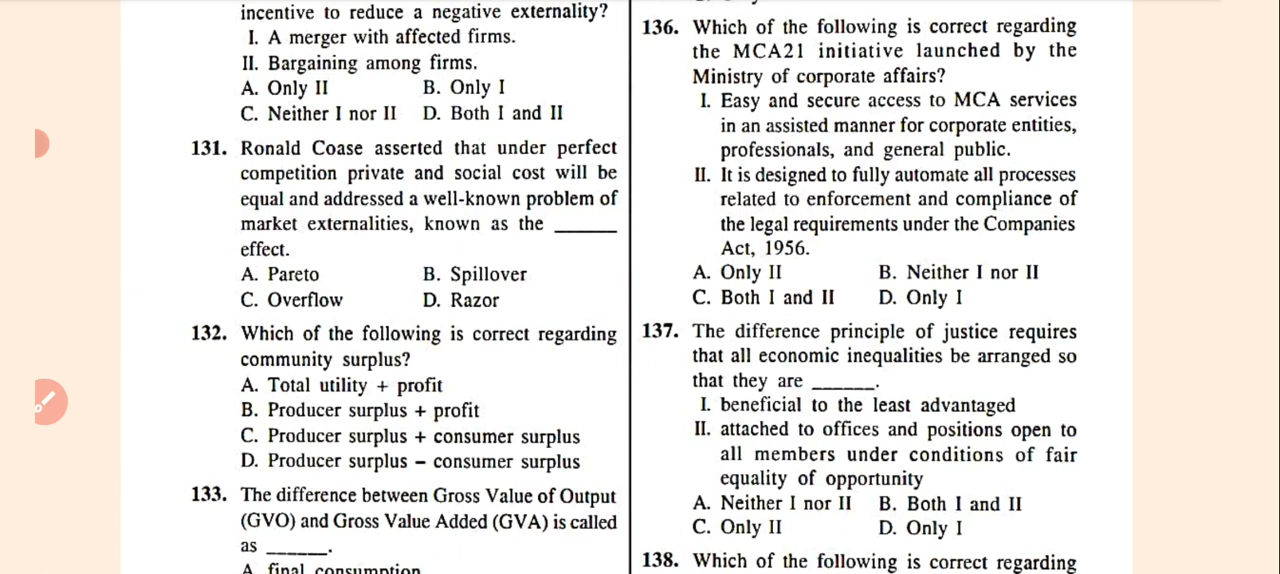 incentive to reduce a negative externality?
I. A merger with affected firms.
II. Bargaining among firms.
A. Only II B. Only I
C. Neither I nor II D. Both I and II
131. Ronald Coase asserted that under perfect
competition private and social cost will be
equal and addressed a well-known problem of
market externalities, known as the ______
effect.
A. Pareto B. Spillover
C. Overflow D. Razor
132. Which of the following is correct regarding
community surplus?
A. Total utility + profit
B. Producer surplus + profit
C. Producer surplus + consumer surplus
D. Producer surplus − consumer surplus
133. The difference between Gross Value of Output
(GVO) and Gross Value Added (GVA) is called
as ______.
A. final consumption
136. Which of the following is correct regarding
the MCA21 initiative launched by the
Ministry of corporate affairs?
I. Easy and secure access to MCA services
in an assisted manner for corporate entities,
professionals, and general public.
II. It is designed to fully automate all processes
related to enforcement and compliance of
the legal requirements under the Companies
Act, 1956.
A. Only II B. Neither I nor II
C. Both I and II D. Only I
137. The difference principle of justice requires
that all economic inequalities be arranged so
that they are ______.
I. beneficial to the least advantaged
II. attached to offices and positions open to
all members under conditions of fair
equality of opportunity
A. Neither I nor II B. Both I and II
C. Only II D. Only I
138. Which of the following is correct regarding